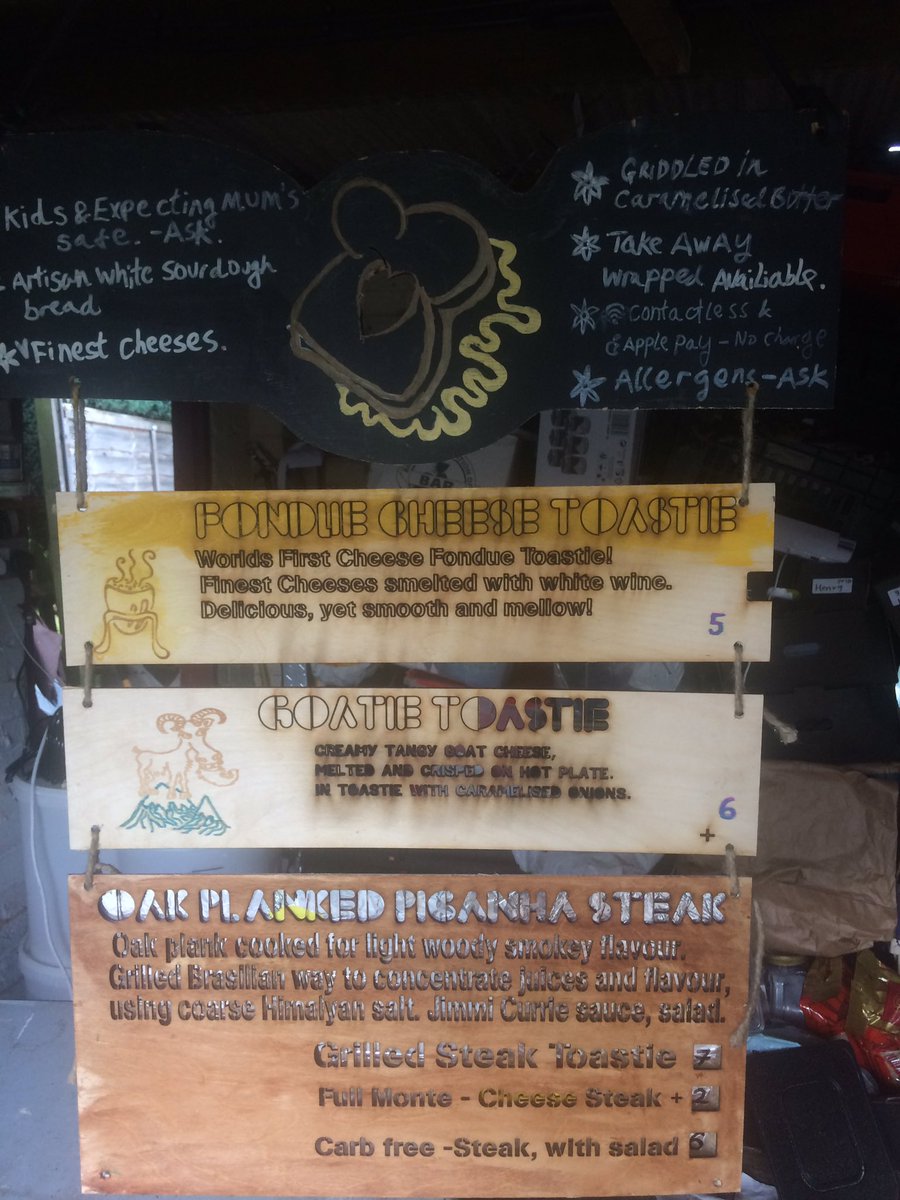 Kids & Expecting Mum's
safe. - Ask.
Artisan white sourdough
bread
Finest cheeses.
Griddled in
Caramelised Butter
Take Away
wrapped Availiable.
Contactless &
Apple Pay - No Charge
Allergens - Ask
BAR
FONDUE CHEESE TOASTIE
Worlds First Cheese Fondue Toastie!
Finest Cheeses smelted with white wine.
Delicious, yet smooth and mellow!
5
Henry
GOATIE TOASTIE
CREAMY TANGY GOAT CHEESE,
MELTED AND CRISPED ON HOT PLATE.
IN TOASTIE WITH CARAMELISED ONIONS.
6
+
OAK PLANKED PICANHA STEAK
Oak plank cooked for light woody smokey flavour.
Grilled Brasilian way to concentrate juices and flavour,
using coarse Himalyan salt. Jimmi Currie sauce, salad.
Grilled Steak Toastie 7
Full Monte - Cheese Steak + 2
Carb free -Steak, with salad 6